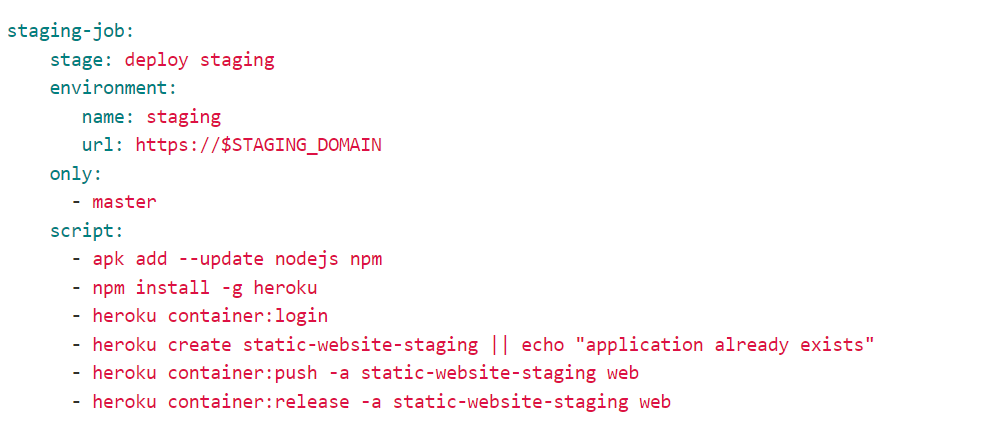 staging-job:
    stage: deploy staging
    environment:
       name: staging
       url: https://$STAGING_DOMAIN
    only:
      - master
    script:
      - apk add --update nodejs npm
      - npm install -g heroku
      - heroku container:login
      - heroku create static-website-staging || echo "application already exists"
      - heroku container:push -a static-website-staging web
      - heroku container:release -a static-website-staging web